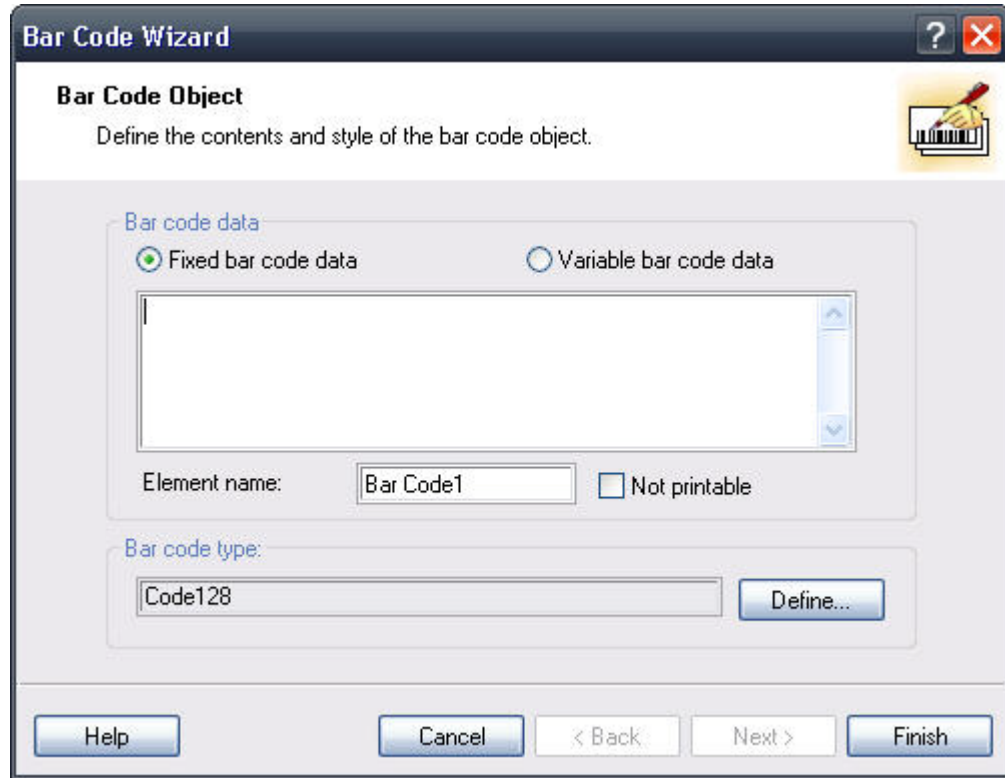 Bar Code Wizard
?
Bar Code Object
Define the contents and style of the bar code object.
Bar code data
Fixed bar code data Variable bar code data
Element name: Bar Code1 Not printable
Bar code type:
Code128 Define...
Help Cancel < Back Next > Finish